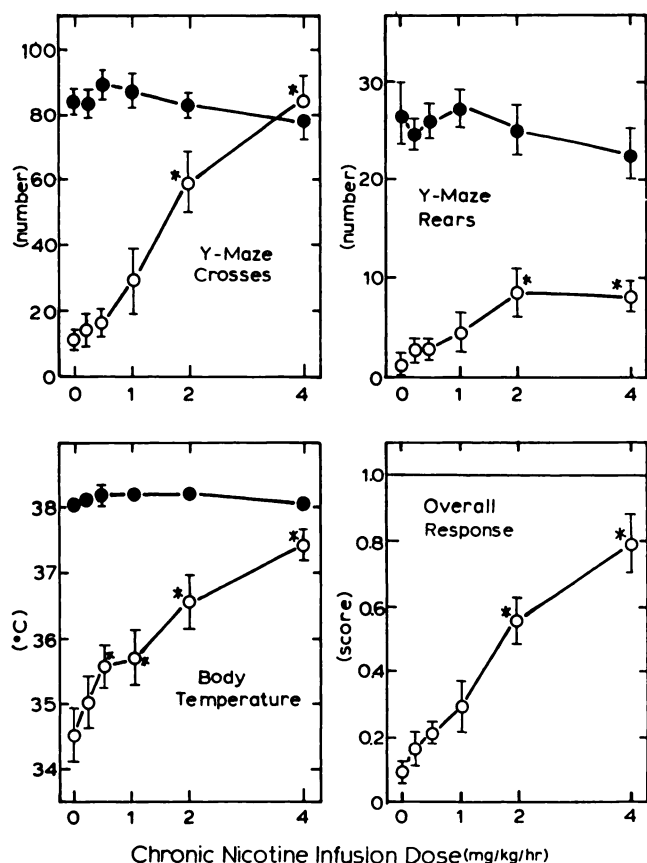 100
80
60
40
20
0
(number)
*
*
Y-Maze
Crosses
0 1 2 4
30
20
10
0
(number)
Y-Maze
Rears
*
*
0 1 2 4
38
37
36
35
34
(°C)
*
*
*
*
Body
Temperature
0 1 2 4
1.0
0.8
0.6
0.4
0.2
0
(score)
Overall
Response
*
*
0 1 2 4
Chronic Nicotine Infusion Dose (mg/kg/hr)